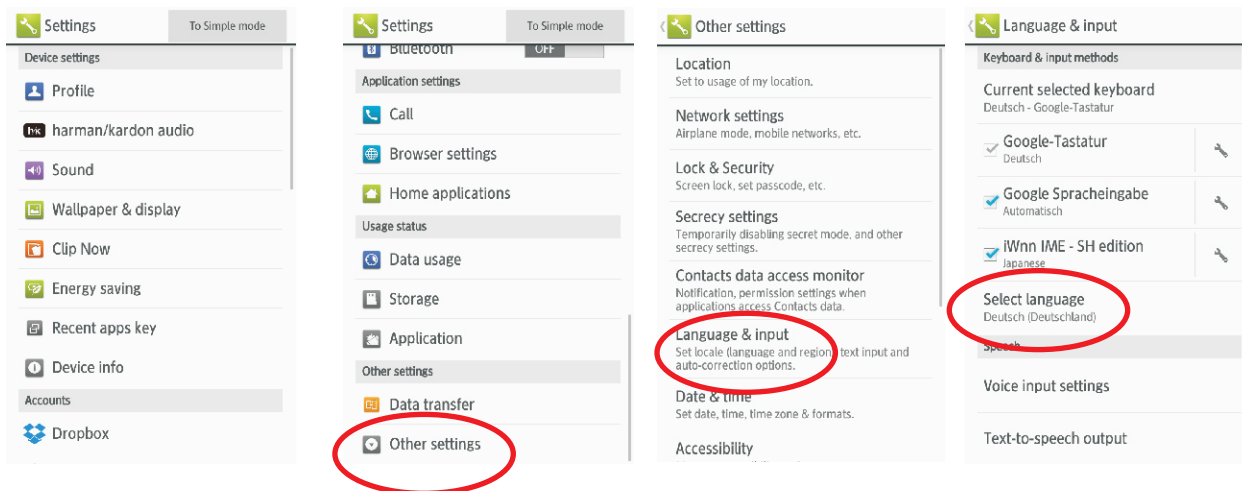 Settings
To Simple mode
Device settings
Profile
h/k harman/kardon audio
Sound
Wallpaper & display
Clip Now
Energy saving
Recent apps key
Device info
Accounts
Dropbox
Settings
To Simple mode
Bluetooth
OFF
Application settings
Call
Browser settings
Home applications
Usage status
Data usage
Storage
Application
Other settings
Data transfer
Other settings
Other settings
Location
Set to usage of my location.
Network settings
Airplane mode, mobile networks, etc.
Lock & Security
Screen lock, set passcode, etc.
Secrecy settings
Temporarily disabling secret mode, and other
secrecy settings.
Contacts data access monitor
Notification, permission settings when
applications access Contacts data.
Language & input
Set locale (language and region), text input and
auto-correction options.
Date & time
Set date, time, time zone & formats.
Accessibility
Language & input
Keyboard & input methods
Current selected keyboard
Deutsch - Google-Tastatur
Google-Tastatur
Deutsch
Google Spracheingabe
Automatisch
iWnn IME - SH edition
Japanese
Select language
Deutsch (Deutschland)
Speech
Voice input settings
Text-to-speech output